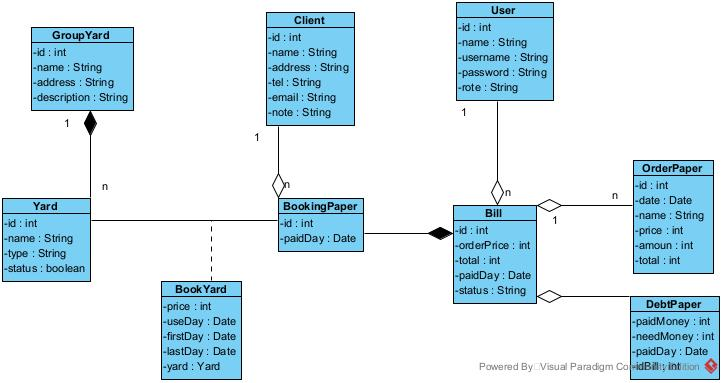 GroupYard
-id : int
-name : String
-address : String
-description : String
Client
-id : int
-name : String
-address : String
-tel : String
-email : String
-note : String
User
-id : int
-name : String
-username : String
-password : String
-rote : String
1
n
1
n
1
n
Yard
-id : int
-name : String
-type : String
-status : boolean
BookingPaper
-id : int
-paidDay : Date
Bill
-id : int
-orderPrice : int
-total : int
-paidDay : Date
-status : String
1
n
OrderPaper
-id : int
-date : Date
-name : String
-price : int
-amoun : int
-total : int
BookYard
-price : int
-useDay : Date
-firstDay : Date
-lastDay : Date
-yard : Yard
DebtPaper
-paidMoney : int
-needMoney : int
-paidDay : Date
-idBill : int
Powered By Visual Paradigm Community Edition